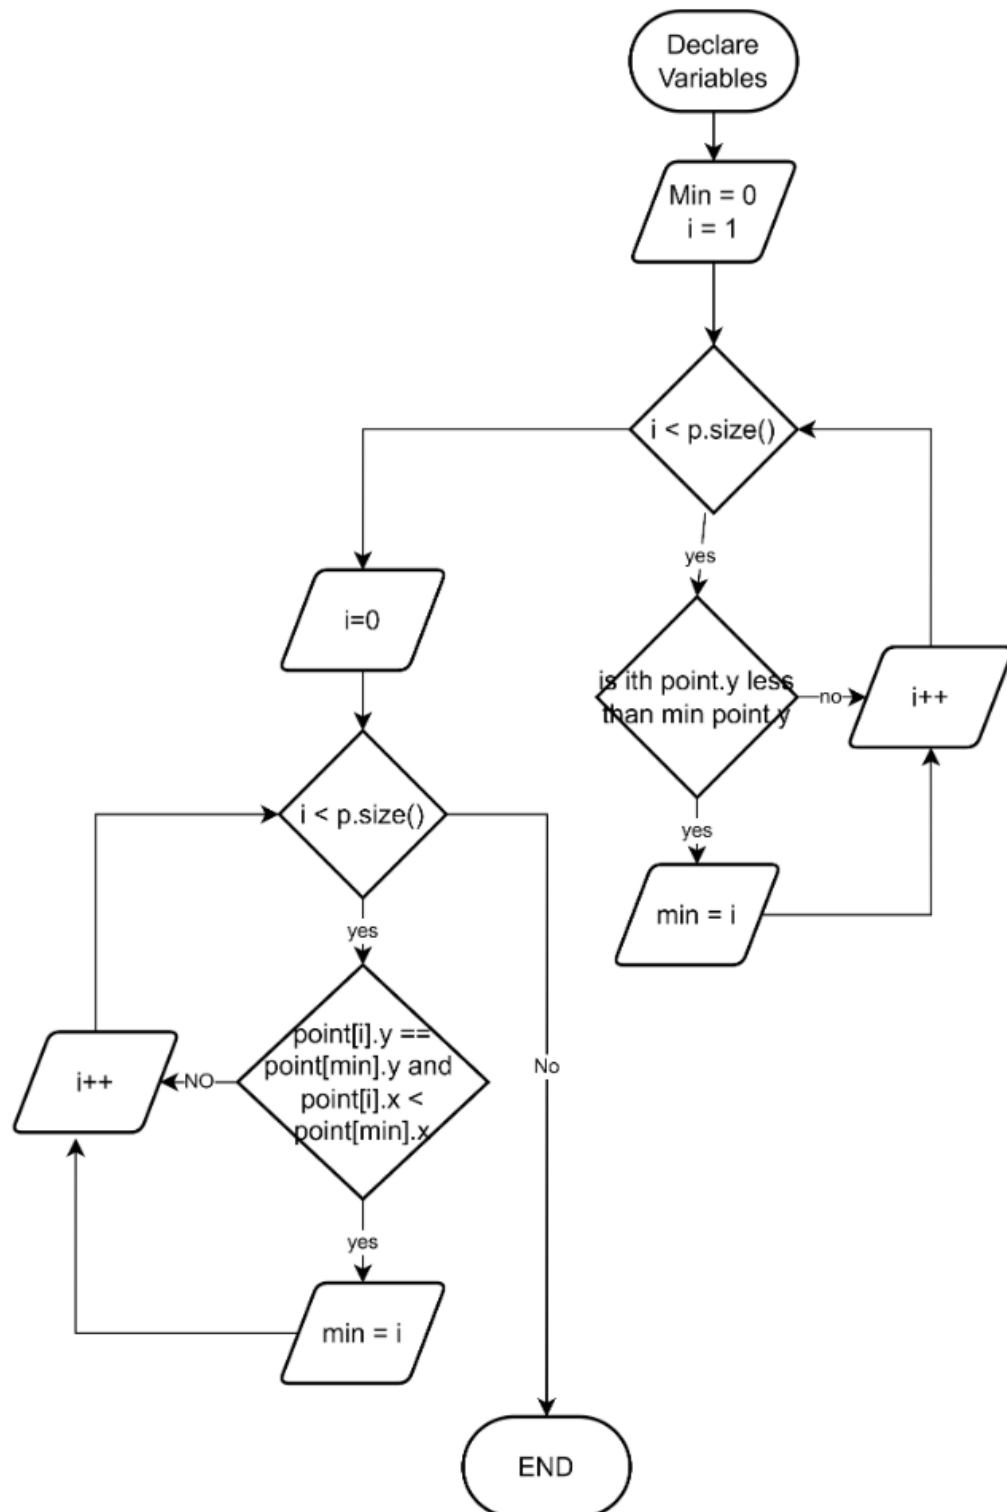 Declare
Variables
Min = 0
i = 1
i < p.size()
yes
is ith point.y less
than min point.y
no
i++
yes
min = i
i=0
i < p.size()
yes
No
point[i].y ==
point[min].y and
point[i].x <
point[min].x
NO
i++
yes
min = i
END